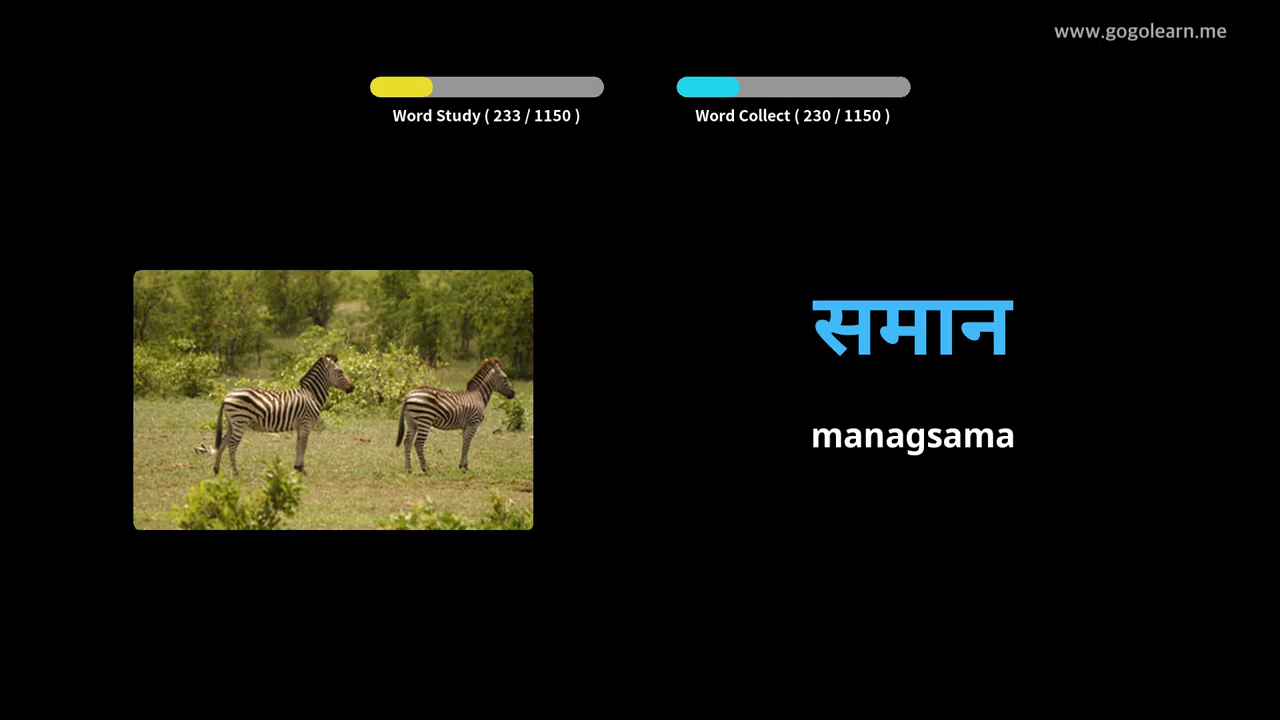 www.gogolearn.me
Word Study ( 233 / 1150 )
Word Collect ( 230 / 1150 )
समान
managsama